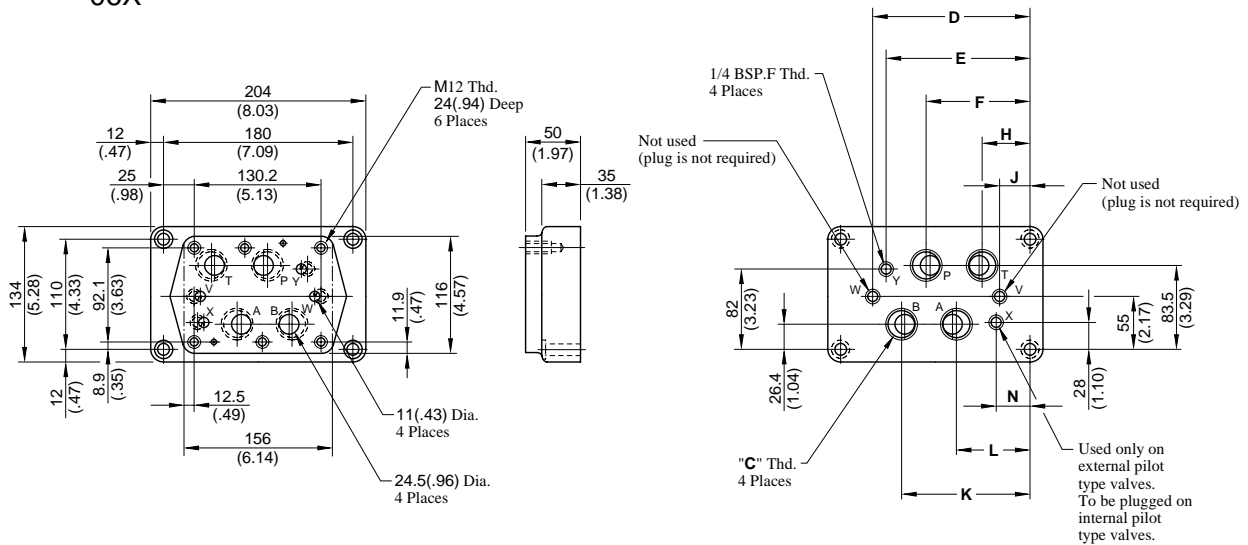 M12 Thd.
24(.94) Deep
6 Places
204
(8.03)
12
(.47)
180
(7.09)
25
(.98)
130.2
(5.13)
134
(5.28)
110
(4.33)
92.1
(3.63)
T
P
Y
V
X
A
B
W
11.9
(.47)
116
(4.57)
12
(.47)
8.9
(.35)
12.5
(.49)
156
(6.14)
11(.43) Dia.
4 Places
24.5(.96) Dia.
4 Places
50
(1.97)
35
(1.38)
D
E
1/4 BSP.F Thd.
4 Places
F
H
Not used
(plug is not required)
J
Not used
(plug is not required)
Y
P
T
W
V
B
A
X
82
(3.23)
26.4
(1.04)
55
(2.17)
83.5
(3.29)
28
(1.10)
N
L
K
"C" Thd.
4 Places
Used only on
external pilot
type valves.
To be plugged on
internal pilot
type valves.